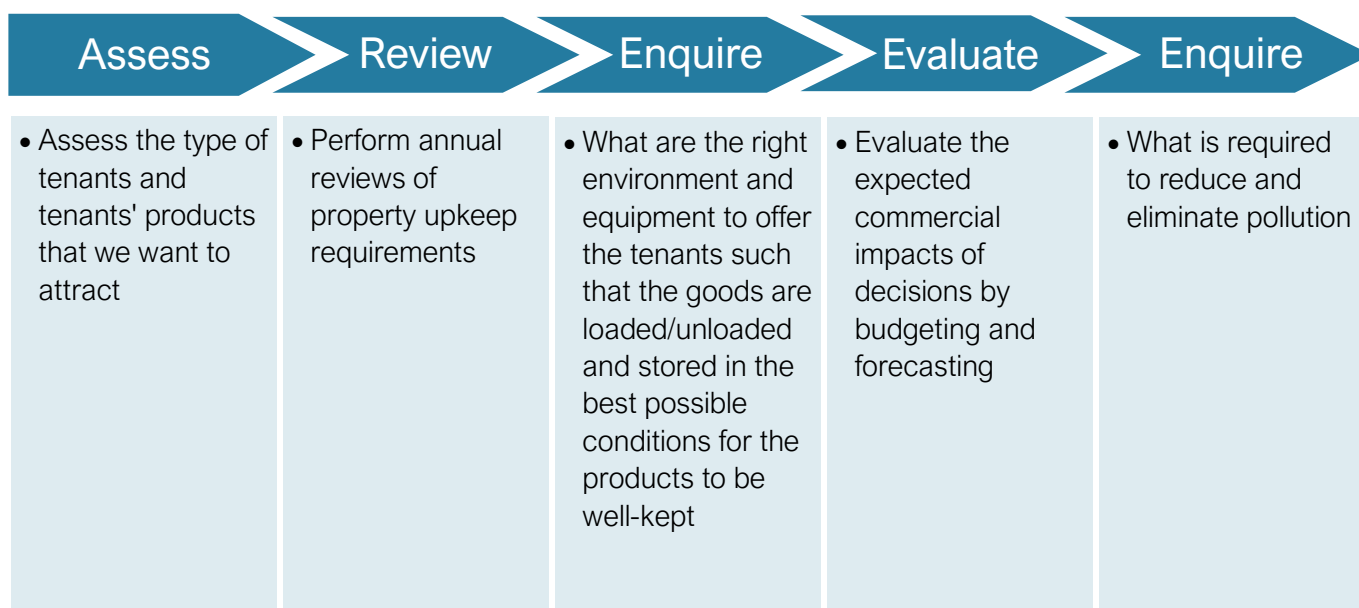 Assess
Review
Enquire
Evaluate
Enquire
• Assess the type of
tenants and
tenants' products
that we want to
attract
• Perform annual
reviews of
property upkeep
requirements
• What are the right
environment and
equipment to offer
the tenants such
that the goods are
loaded/unloaded
and stored in the
best possible
conditions for the
products to be
well-kept
• Evaluate the
expected
commercial
impacts of
decisions by
budgeting and
forecasting
• What is required
to reduce and
eliminate pollution